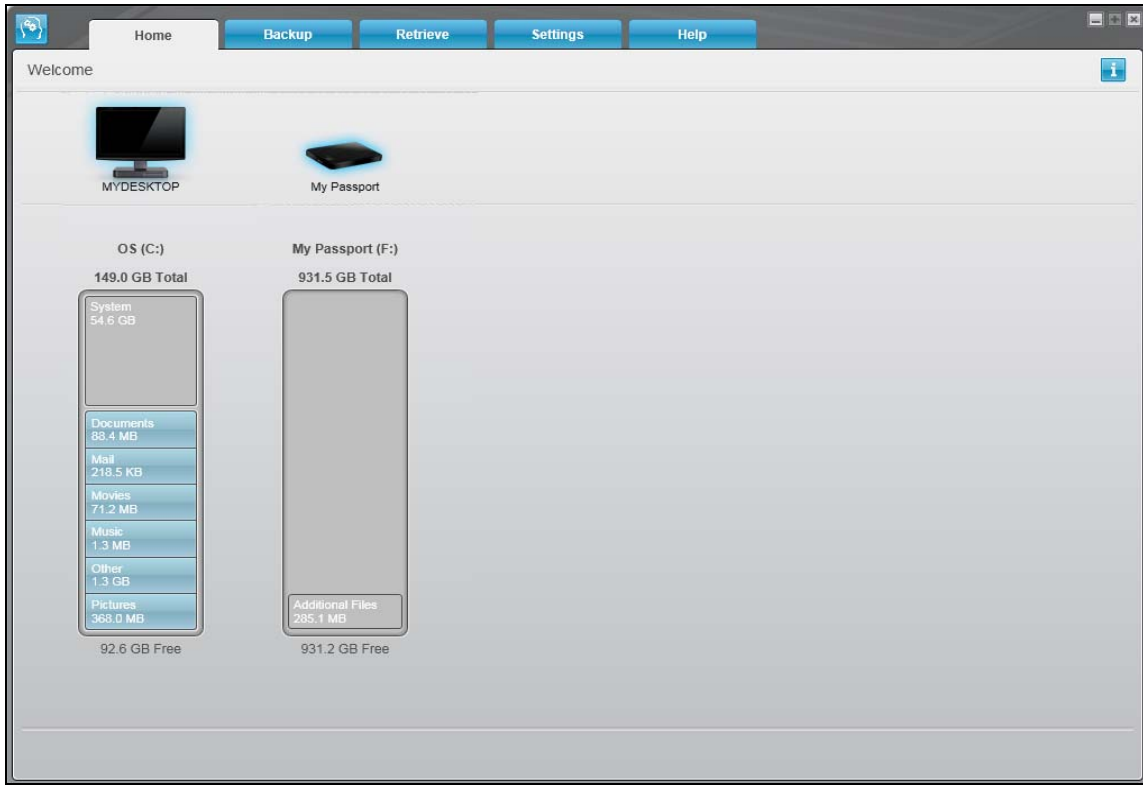 Home Backup Retrieve Settings Help
Welcome
MYDESKTOP My Passport
OS (C:) My Passport (F:)
149.0 GB Total 931.5 GB Total
System
54.6 GB
Documents
88.4 MB
Mail
218.5 KB
Movies
71.2 MB
Music
1.3 MB
Other
1.3 GB
Pictures
368.0 MB
Additional Files
285.1 MB
92.6 GB Free 931.2 GB Free